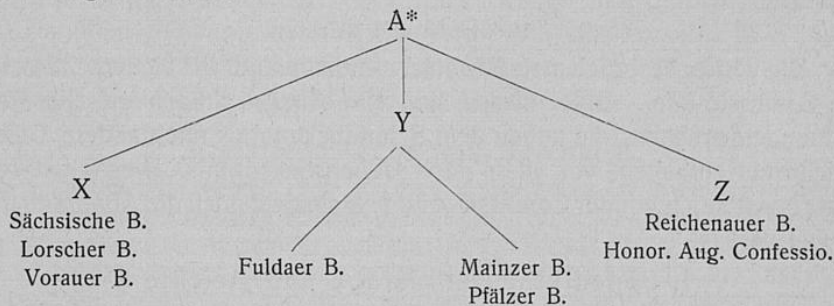 A*
Y
X
Z
Sächsische B.
Lorscher B.
Vorauer B.
Reichenauer B.
Honor. Aug. Confessio.
Fuldaer B.
Mainzer B.
Pfälzer B.